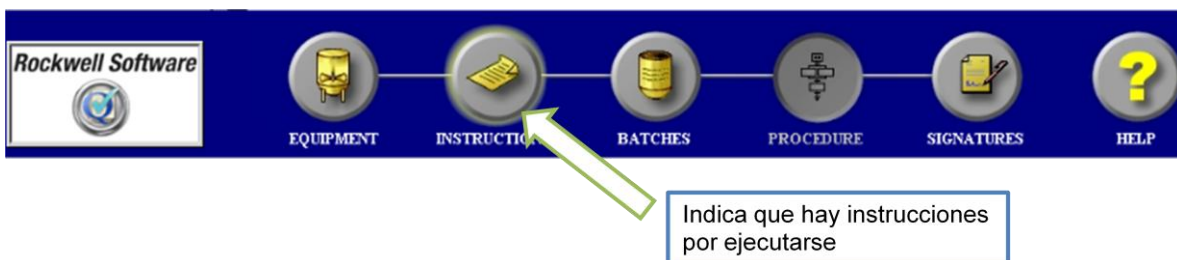 Rockwell Software
EQUIPMENT
BATCHES
PROCEDURE
SIGNATURES
HELP
Indica que hay instrucciones
por ejecutarse